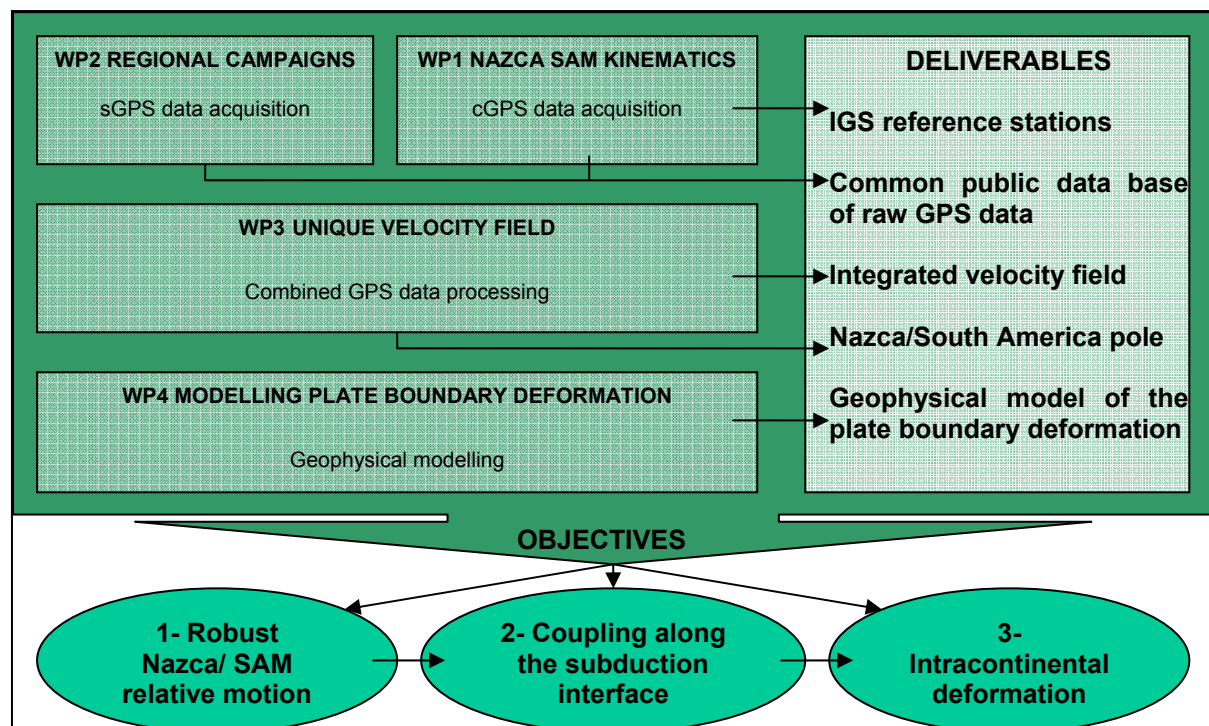 WP2 REGIONAL CAMPAIGNS
sGPS data acquisition
WP1 NAZCA SAM KINEMATICS
cGPS data acquisition
WP3 UNIQUE VELOCITY FIELD
Combined GPS data processing
WP4 MODELLING PLATE BOUNDARY DEFORMATION
Geophysical modelling
DELIVERABLES
IGS reference stations
Common public data base
of raw GPS data
Integrated velocity field
Nazca/South America pole
Geophysical model of the
plate boundary deformation
OBJECTIVES
1- Robust
Nazca/ SAM
relative motion
2- Coupling along
the subduction
interface
3-
Intracontinental
deformation